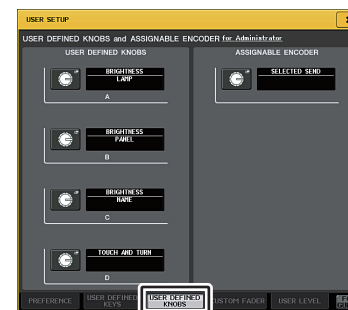 USER SETUP
USER DEFINED KNOBS and ASSIGNABLE ENCODER for Administrator
USER DEFINED KNOBS
ASSIGNABLE ENCODER
BRIGHTNESS
LAMP
A
SELECTED SEND
BRIGHTNESS
PANEL
B
BRIGHTNESS
NAME
C
TOUCH AND TURN
D
PREFERENCE
USER DEFINED
KEYS
USER DEFINED
KNOBS
CUSTOM FADER
USER LEVEL